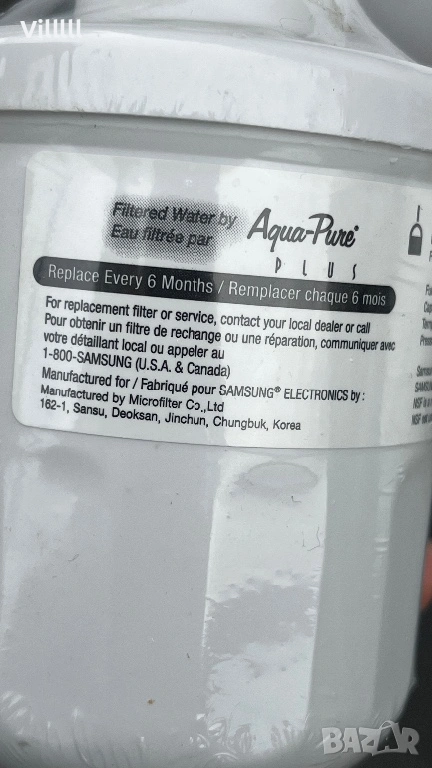 Villlll
Filtered Water by
Eau filtrée par
Aqua-Pure®
PLUS
Replace Every 6 Months / Remplacer chaque 6 mois
For replacement filter or service, contact your local dealer or call
Pour obtenir un filtre de rechange ou une réparation, communiquer avec
votre détaillant local ou appeler au
1-800-SAMSUNG (U.S.A. & Canada)
Manufactured for / Fabriqué pour SAMSUNG® ELECTRONICS by :
Manufactured by Microfilter Co.,Ltd
162-1, Sansu, Deoksan, Jinchun, Chungbuk, Korea
BAZAR